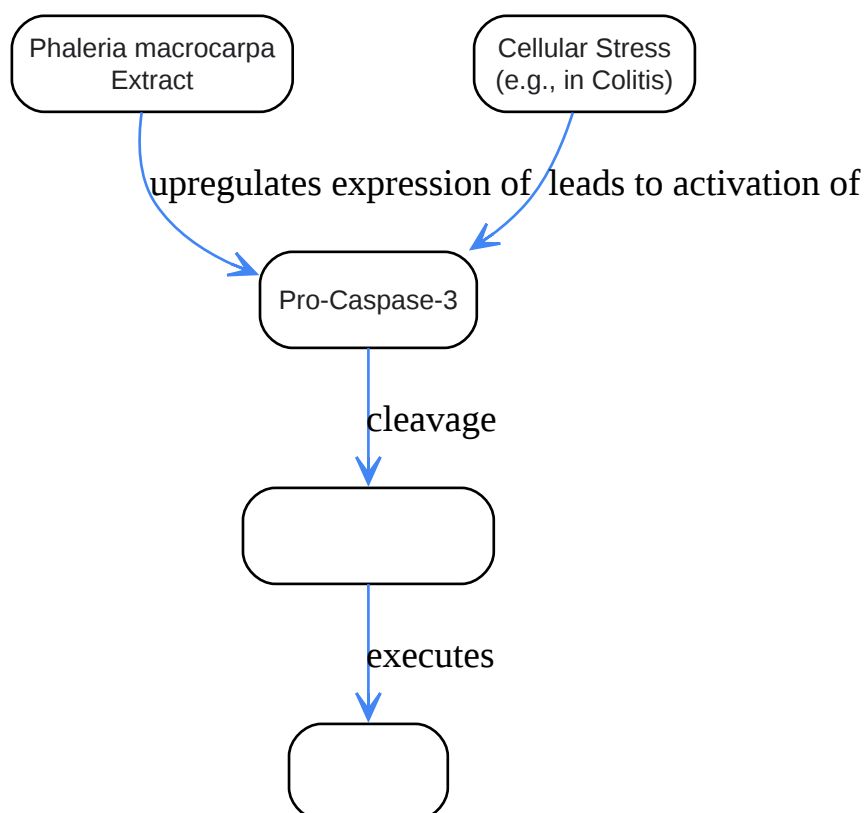 Phaleria macrocarpa
Extract
Cellular Stress
(e.g., in Colitis)
upregulates expression of
leads to activation of
Pro-Caspase-3
cleavage
executes